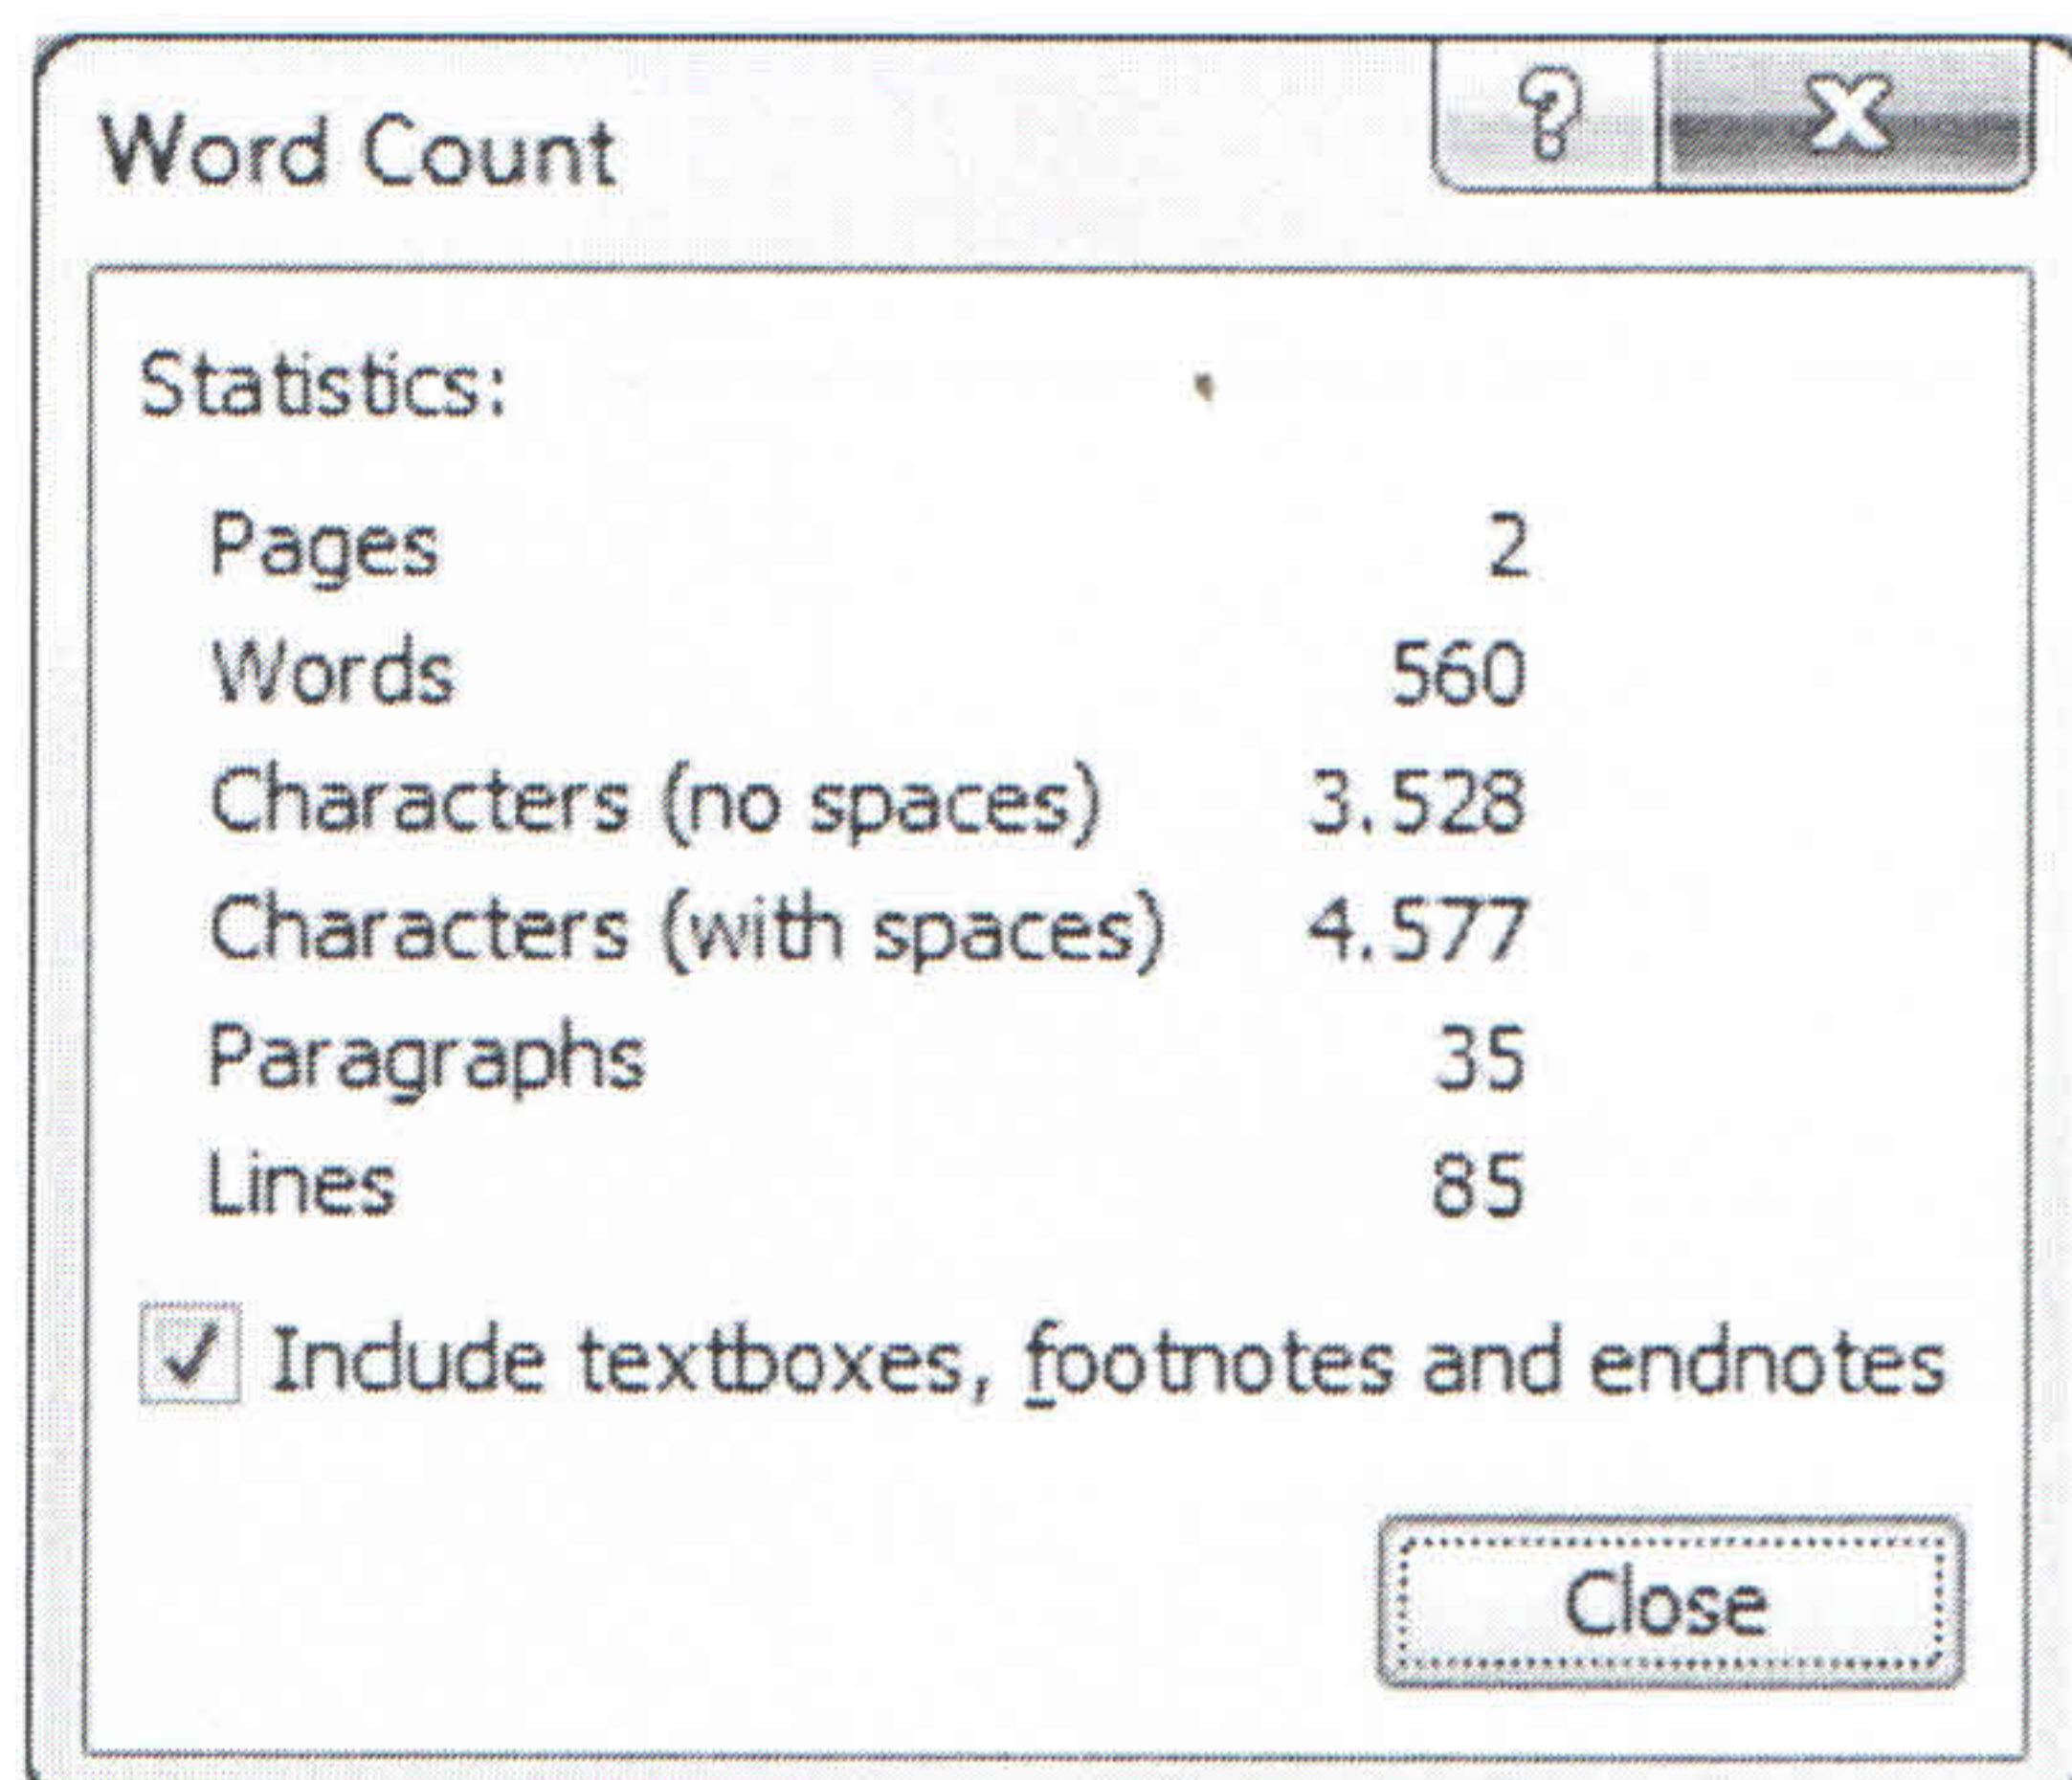 Word Count
Statistics:
Pages 2
Words 560
Characters (no spaces) 3.528
Characters (with spaces) 4.577
Paragraphs 35
Lines 85
Include textboxes, footnotes and endnotes
Close